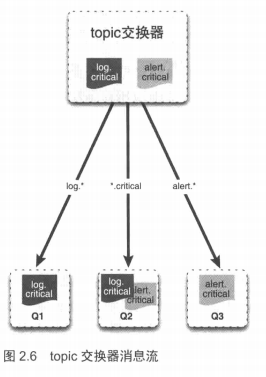 topic交换器
log.
critical
alert.
critical
log.*
*.critical
alert.*
log.
critical
Q1
log.
critical
alert.
critical
Q2
alert.
critical
Q3
图 2.6 topic 交换器消息流